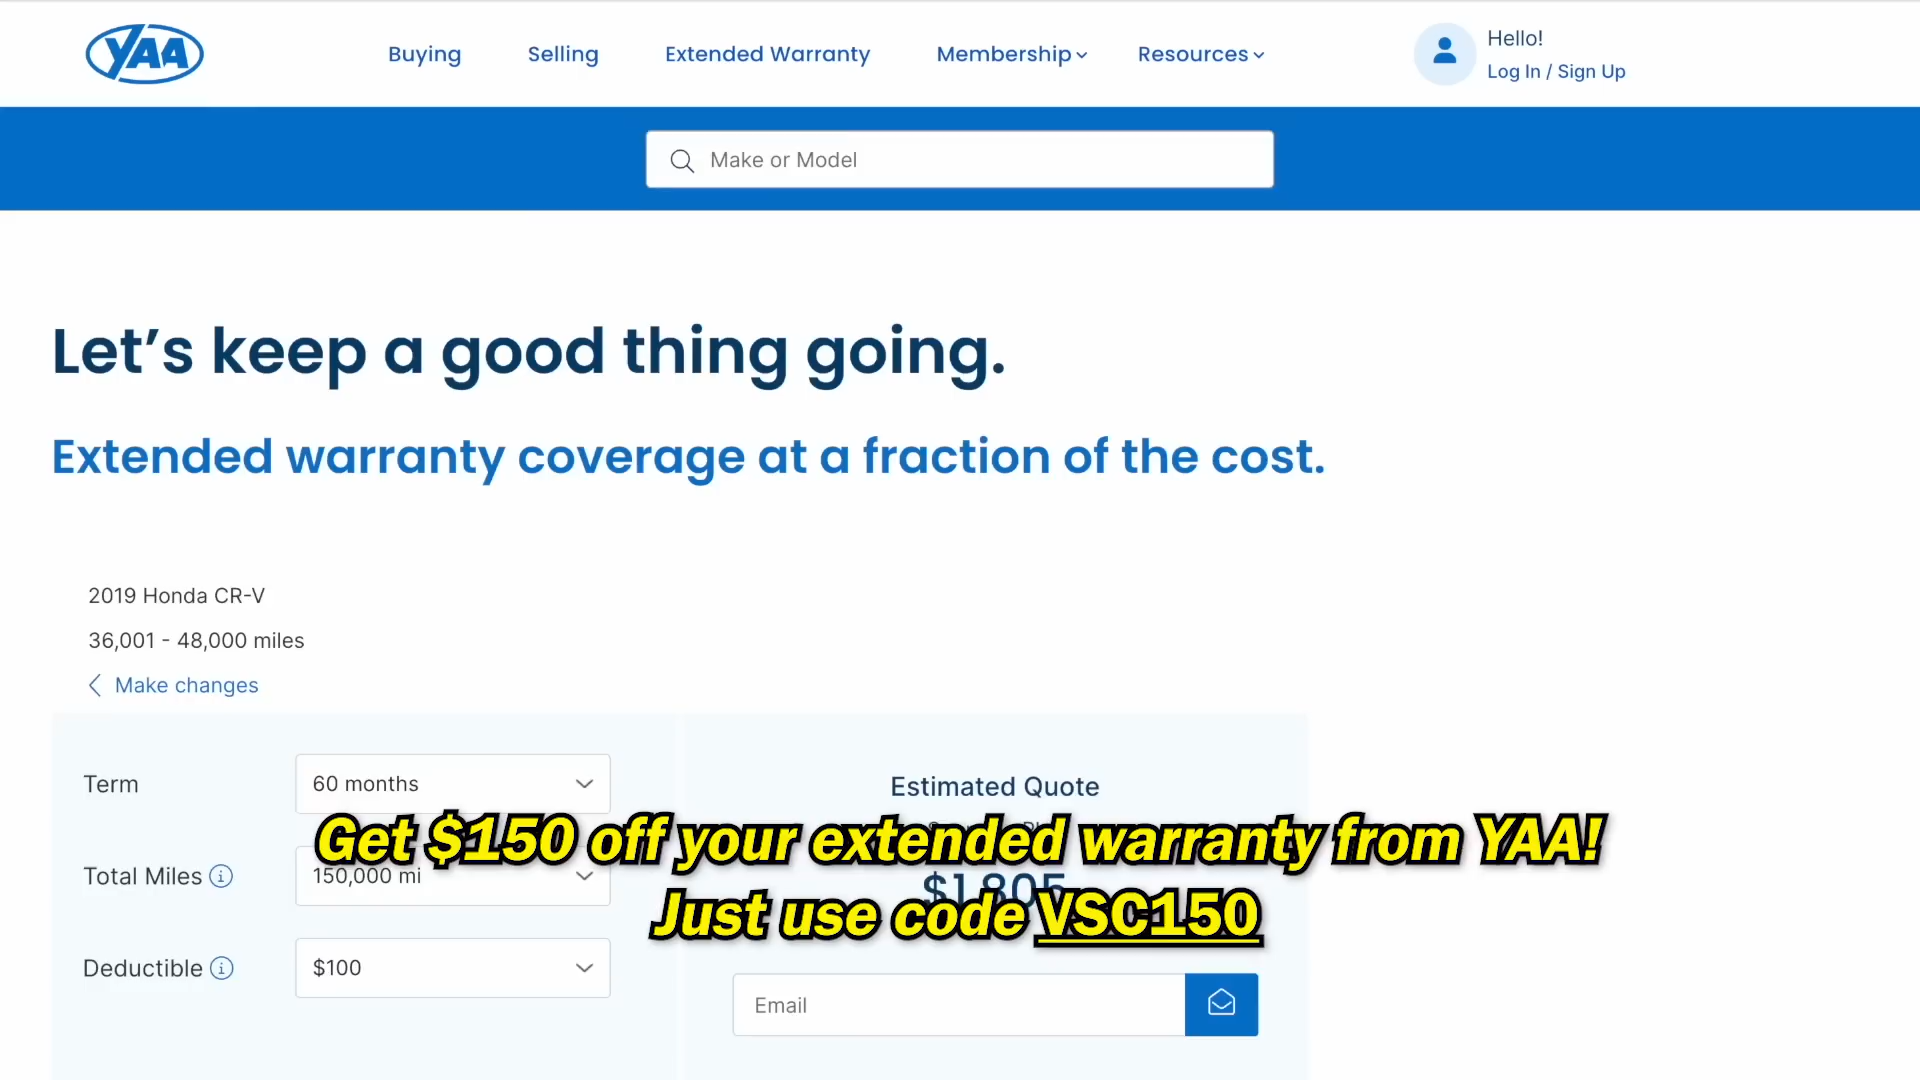 YAA
Buying
Selling
Extended Warranty
Membership
Resources
Hello!
Log In / Sign Up
Make or Model
Let’s keep a good thing going.
Extended warranty coverage at a fraction of the cost.
2019 Honda CR-V
36,001 - 48,000 miles
Make changes
Term
60 months
Estimated Quote
Get $150 off your extended warranty from YAA!
Total Miles
150,000 mi
$1,805
Just use code VSC150
Deductible
$100
Email